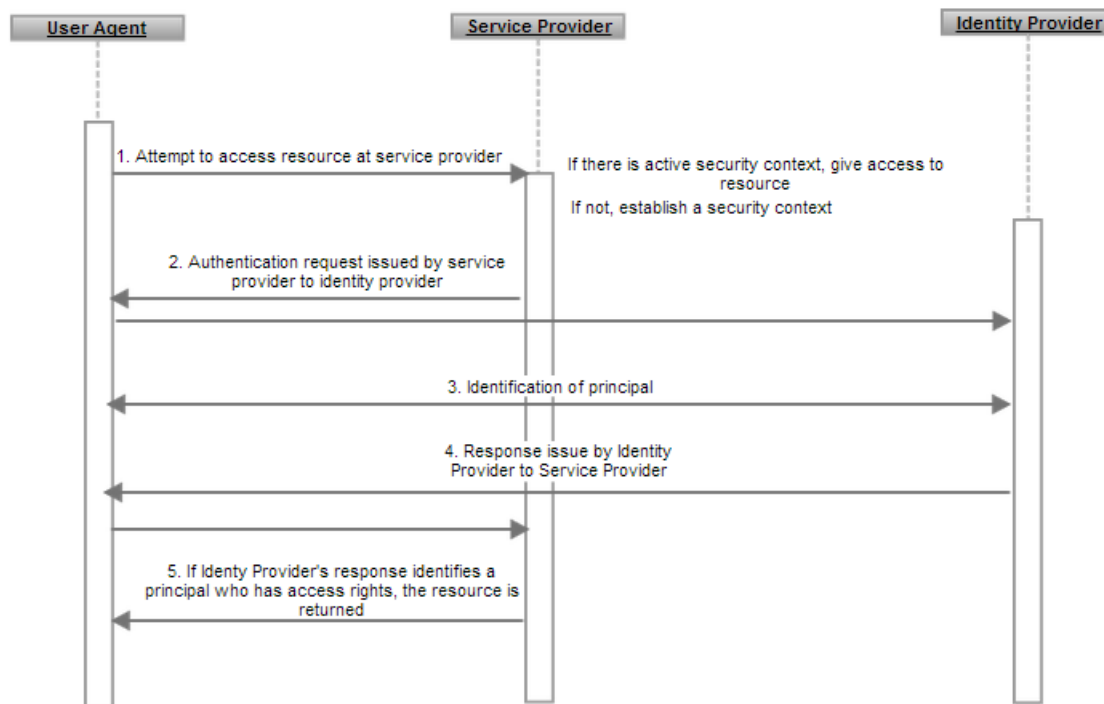 User Agent
Service Provider
Identity Provider
1. Attempt to access resource at service provider
If there is active security context, give access to
resource
If not, establish a security context
2. Authentication request issued by service
provider to identity provider
3. Identification of principal
4. Response issue by Identity
Provider to Service Provider
5. If Identy Provider's response identifies a
principal who has access rights, the resource is
returned